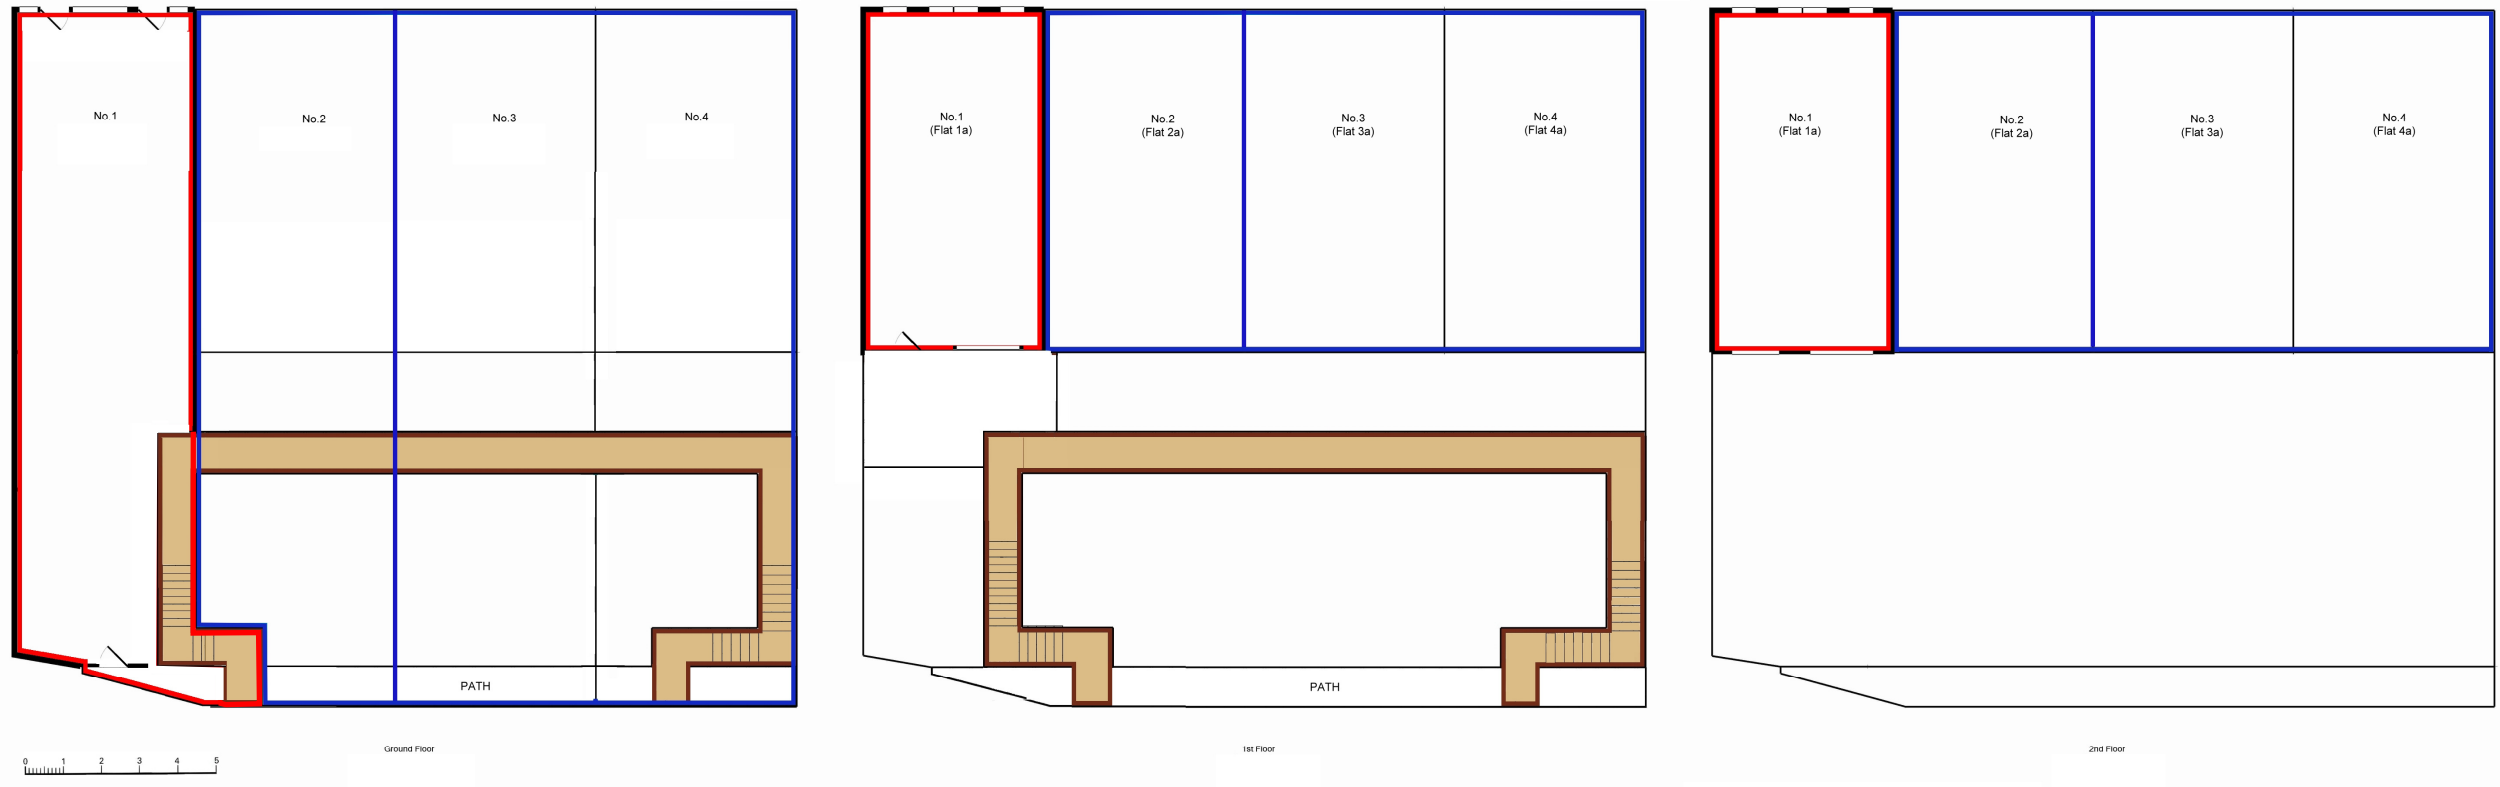 No.1
No.2
No.3
No.4
PATH
Ground Floor
0 1 2 3 4 5
No.1
(Flat 1a)
No.2
(Flat 2a)
No.3
(Flat 3a)
No.4
(Flat 4a)
PATH
1st Floor
No.1
(Flat 1a)
No.2
(Flat 2a)
No.3
(Flat 3a)
No.4
(Flat 4a)
2nd Floor